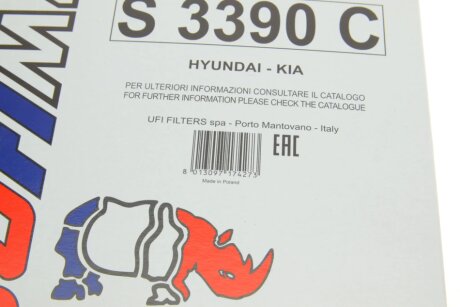 S 3390 C
HYUNDAI - KIA
PER ULTERIORI INFORMAZIONI CONSULTARE IL CATALOGO
FOR FURTHER INFORMATION PLEASE CHECK THE CATALOGUE
UFI FILTERS spa - Porto Mantovano - Italy
EAC
8 013097 174273
Made in Poland